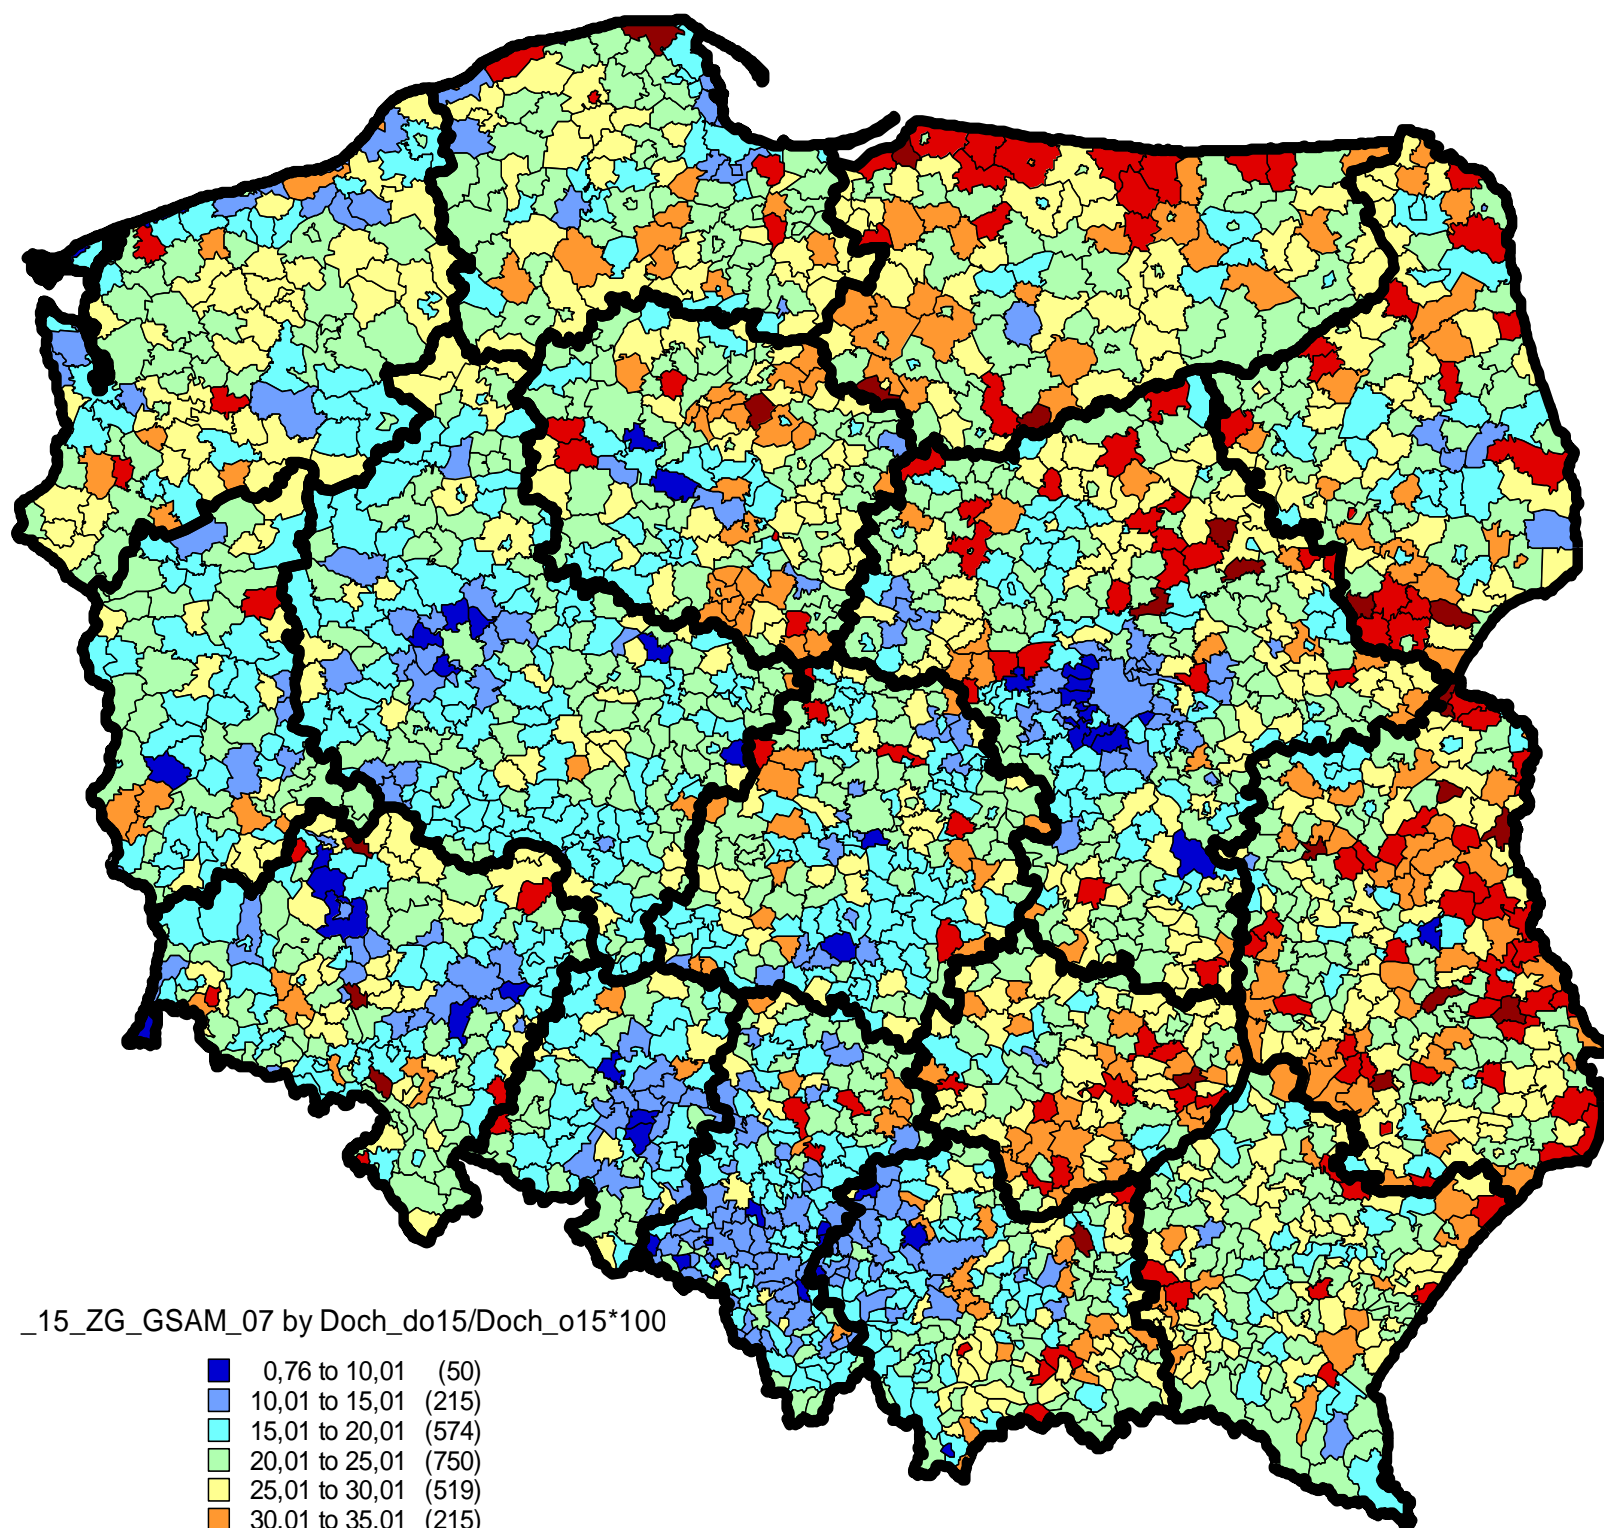 _15_ZG_GSAM_07 by Doch_do15/Doch_o15*100
0,76 to 10,01 (50)
10,01 to 15,01 (215)
15,01 to 20,01 (574)
20,01 to 25,01 (750)
25,01 to 30,01 (519)
30,01 to 35,01 (215)